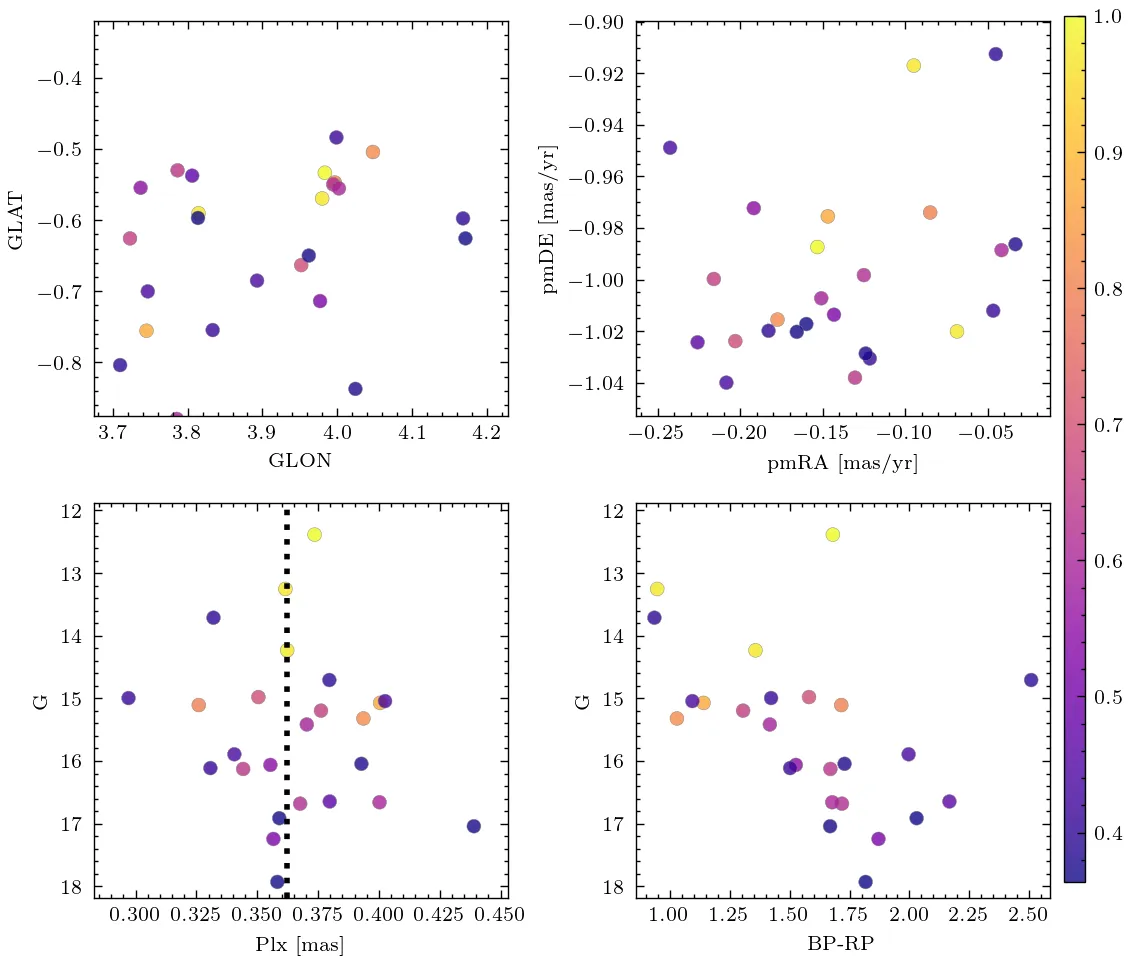 −0.4
−0.5
−0.6
−0.7
−0.8
GLAT
3.7 3.8 3.9 4.0 4.1 4.2
GLON
−0.90
−0.92
−0.94
−0.96
−0.98
−1.00
−1.02
−1.04
pmDE [mas/yr]
−0.25 −0.20 −0.15 −0.10 −0.05
pmRA [mas/yr]
1.0
0.9
0.8
0.7
0.6
0.5
0.4
12
13
14
15
16
17
18
G
0.300 0.325 0.350 0.375 0.400 0.425 0.450
Plx [mas]
12
13
14
15
16
17
18
G
1.00 1.25 1.50 1.75 2.00 2.25 2.50
BP-RP